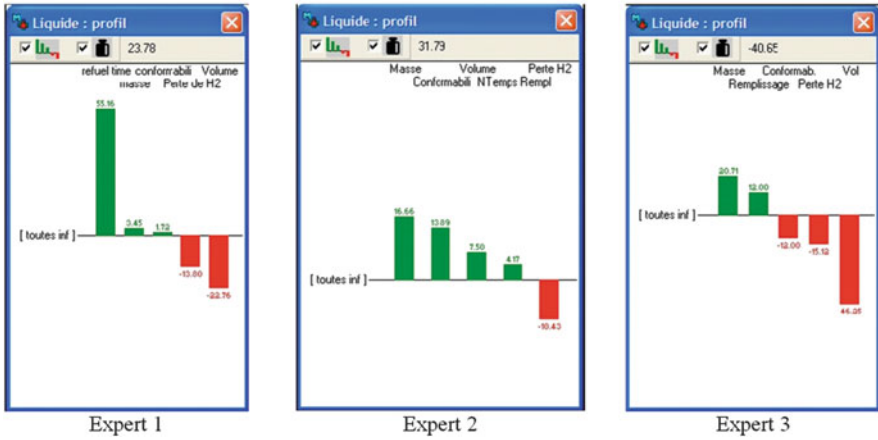 Liquide : profil
23.78
refuel time conformabili Volume
masse Perte de H2
55.16
3.45
1.72
[ toutes inf ]
-13.80
-22.76
Expert 1
Liquide : profil
31.79
Masse Volume Perte H2
Conformabili NTemps Rempl
16.66
13.89
7.50
4.17
[ toutes inf ]
-10.43
Expert 2
Liquide : profil
-40.65
Masse Conformab. Vol
Remplissage Perte H2
20.71
12.00
[ toutes inf ]
-12.00
-15.12
46.25
Expert 3